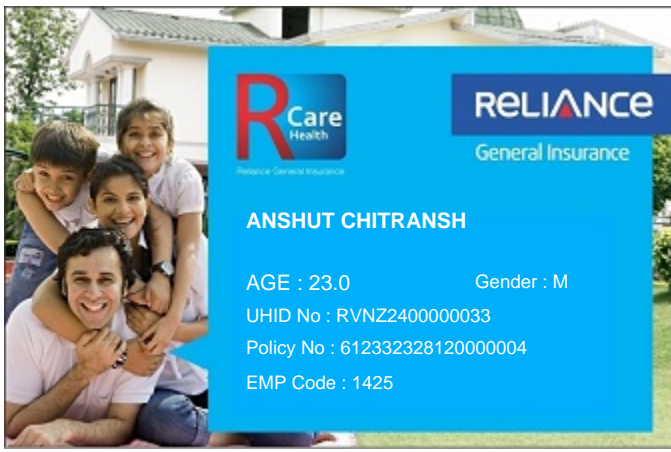 R Care
Health
Reliance General Insurance
RELIANCE
General Insurance
ANSHUT CHITRANSH
AGE : 23.0
Gender : M
UHID No : RVNZ2400000033
Policy No : 612332328120000004
EMP Code : 1425